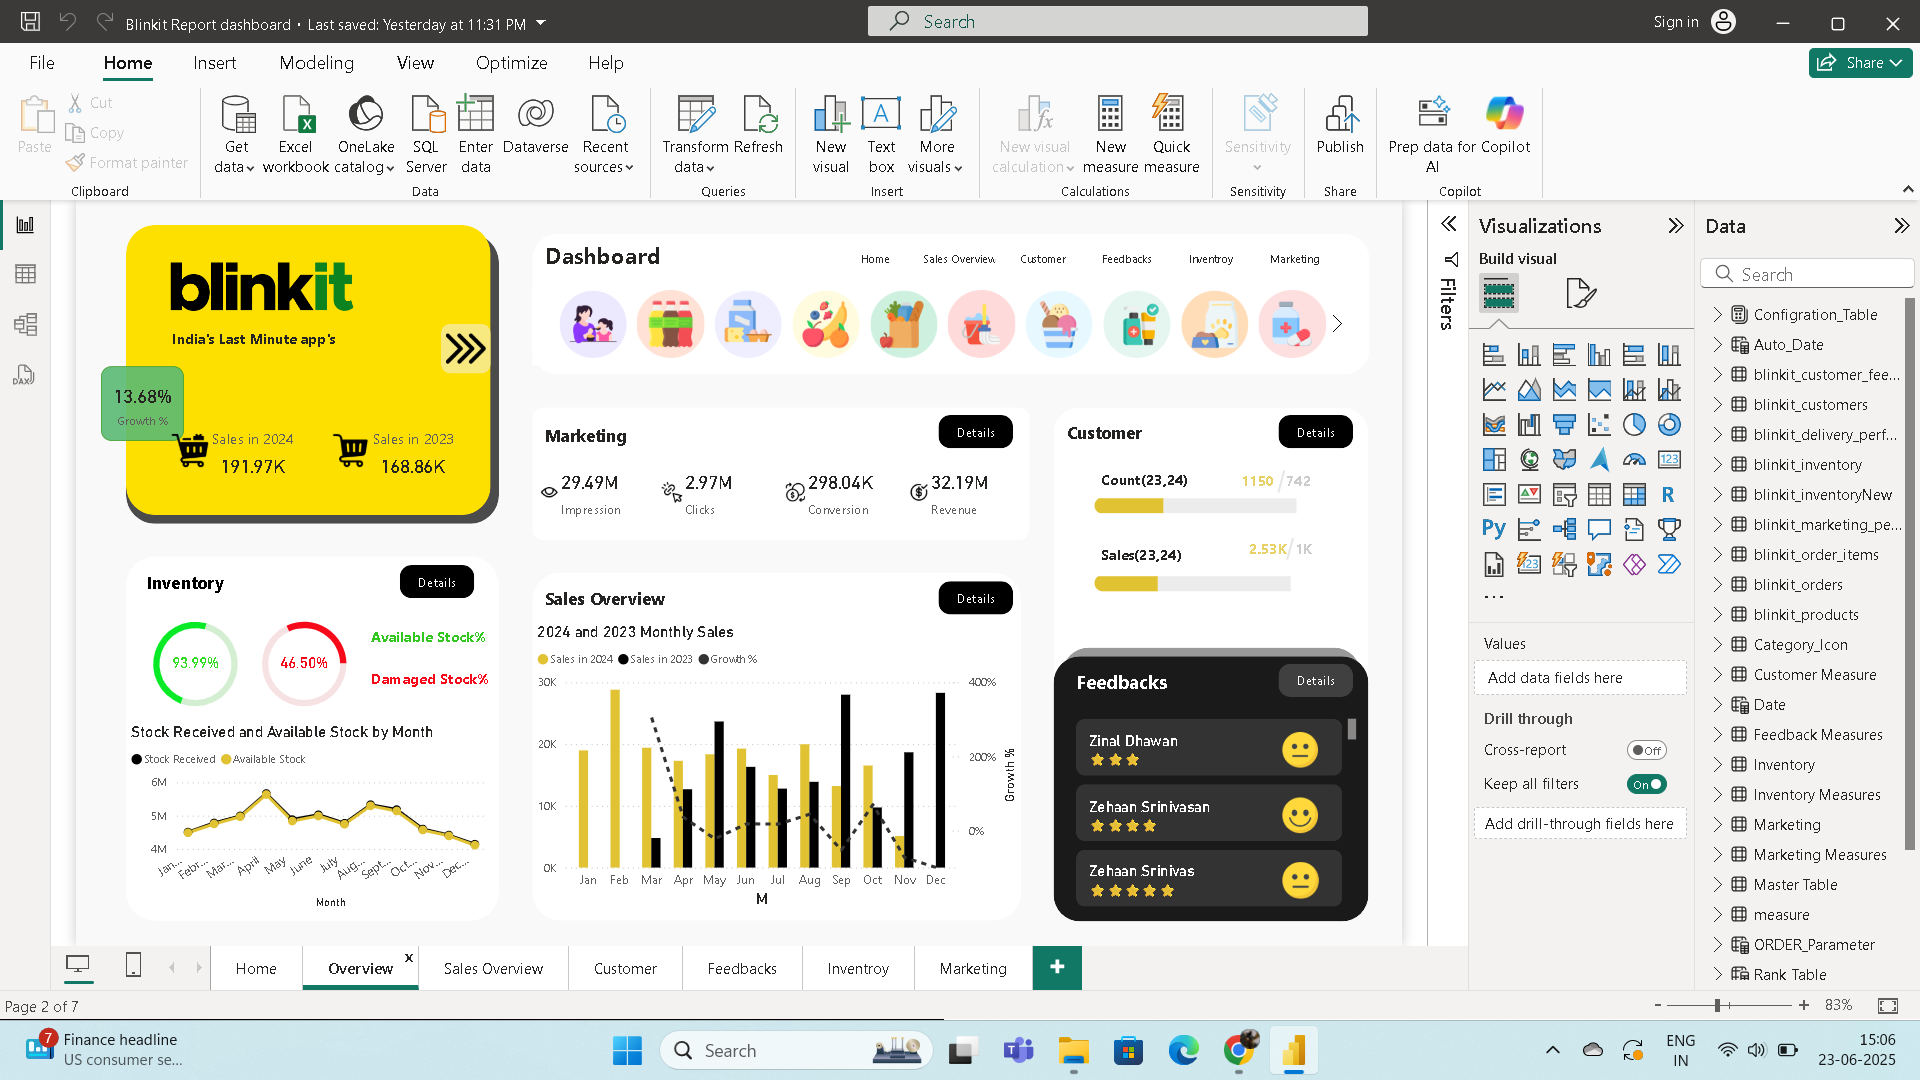 Blinkit Report dashboard • Last saved: Yesterday at 11:31 PM
Search
Sign in
File
Home
Insert
Modeling
View
Optimize
Help
Share
Paste
Cut
Copy
Format painter
Clipboard
Get data
Excel workbook
OneLake catalog
SQL Server
Enter data
Dataverse
Recent sources
Data
Transform data
Refresh
Queries
New visual
Text box
More visuals
Insert
New visual calculation
New measure
Quick measure
Calculations
Sensitivity
Sensitivity
Publish
Share
Prep data for AI
Copilot
Copilot
blinkit
India's Last Minute app's
13.68%
Growth %
Sales in 2024
191.97K
Sales in 2023
168.86K
Dashboard
Home
Sales Overview
Customer
Feedbacks
Inventroy
Marketing
Marketing
Details
29.49M
Impression
2.97M
Clicks
298.04K
Conversion
32.19M
Revenue
Customer
Details
Count(23,24)
1150 / 742
Sales(23,24)
2.53K / 1K
Inventory
Details
93.99%
46.50%
Available Stock%
Damaged Stock%
Stock Received and Available Stock by Month
Stock Received
Available Stock
6M
5M
4M
Jan...
Febr...
Mar...
April
May
June
July
Aug...
Sept...
Oct...
Nov...
Dec...
Month
Sales Overview
Details
2024 and 2023 Monthly Sales
Sales in 2024
Sales in 2023
Growth %
30K
20K
10K
0K
400%
200%
0%
Growth %
Jan
Feb
Mar
Apr
May
Jun
Jul
Aug
Sep
Oct
Nov
Dec
M
Feedbacks
Details
Zinal Dhawan
Zehaan Srinivasan
Zehaan Srinivas
Filters
Visualizations
Build visual
123
R
Py
123
...
Values
Add data fields here
Drill through
Cross-report
Off
Keep all filters
On
Add drill-through fields here
Data
Search
Configration_Table
Auto_Date
blinkit_customer_fee...
blinkit_customers
blinkit_delivery_perf...
blinkit_inventory
blinkit_inventoryNew
blinkit_marketing_pe...
blinkit_order_items
blinkit_orders
blinkit_products
Category_Icon
Customer Measure
Date
Feedback Measures
Inventory
Inventory Measures
Marketing
Marketing Measures
Master Table
measure
ORDER_Parameter
Rank Table
Home
Overview
x
Sales Overview
Customer
Feedbacks
Inventroy
Marketing
+
Page 2 of 7
- + 83%
7
Finance headline
US consumer se...
Search
ENG
IN
15:06
23-06-2025